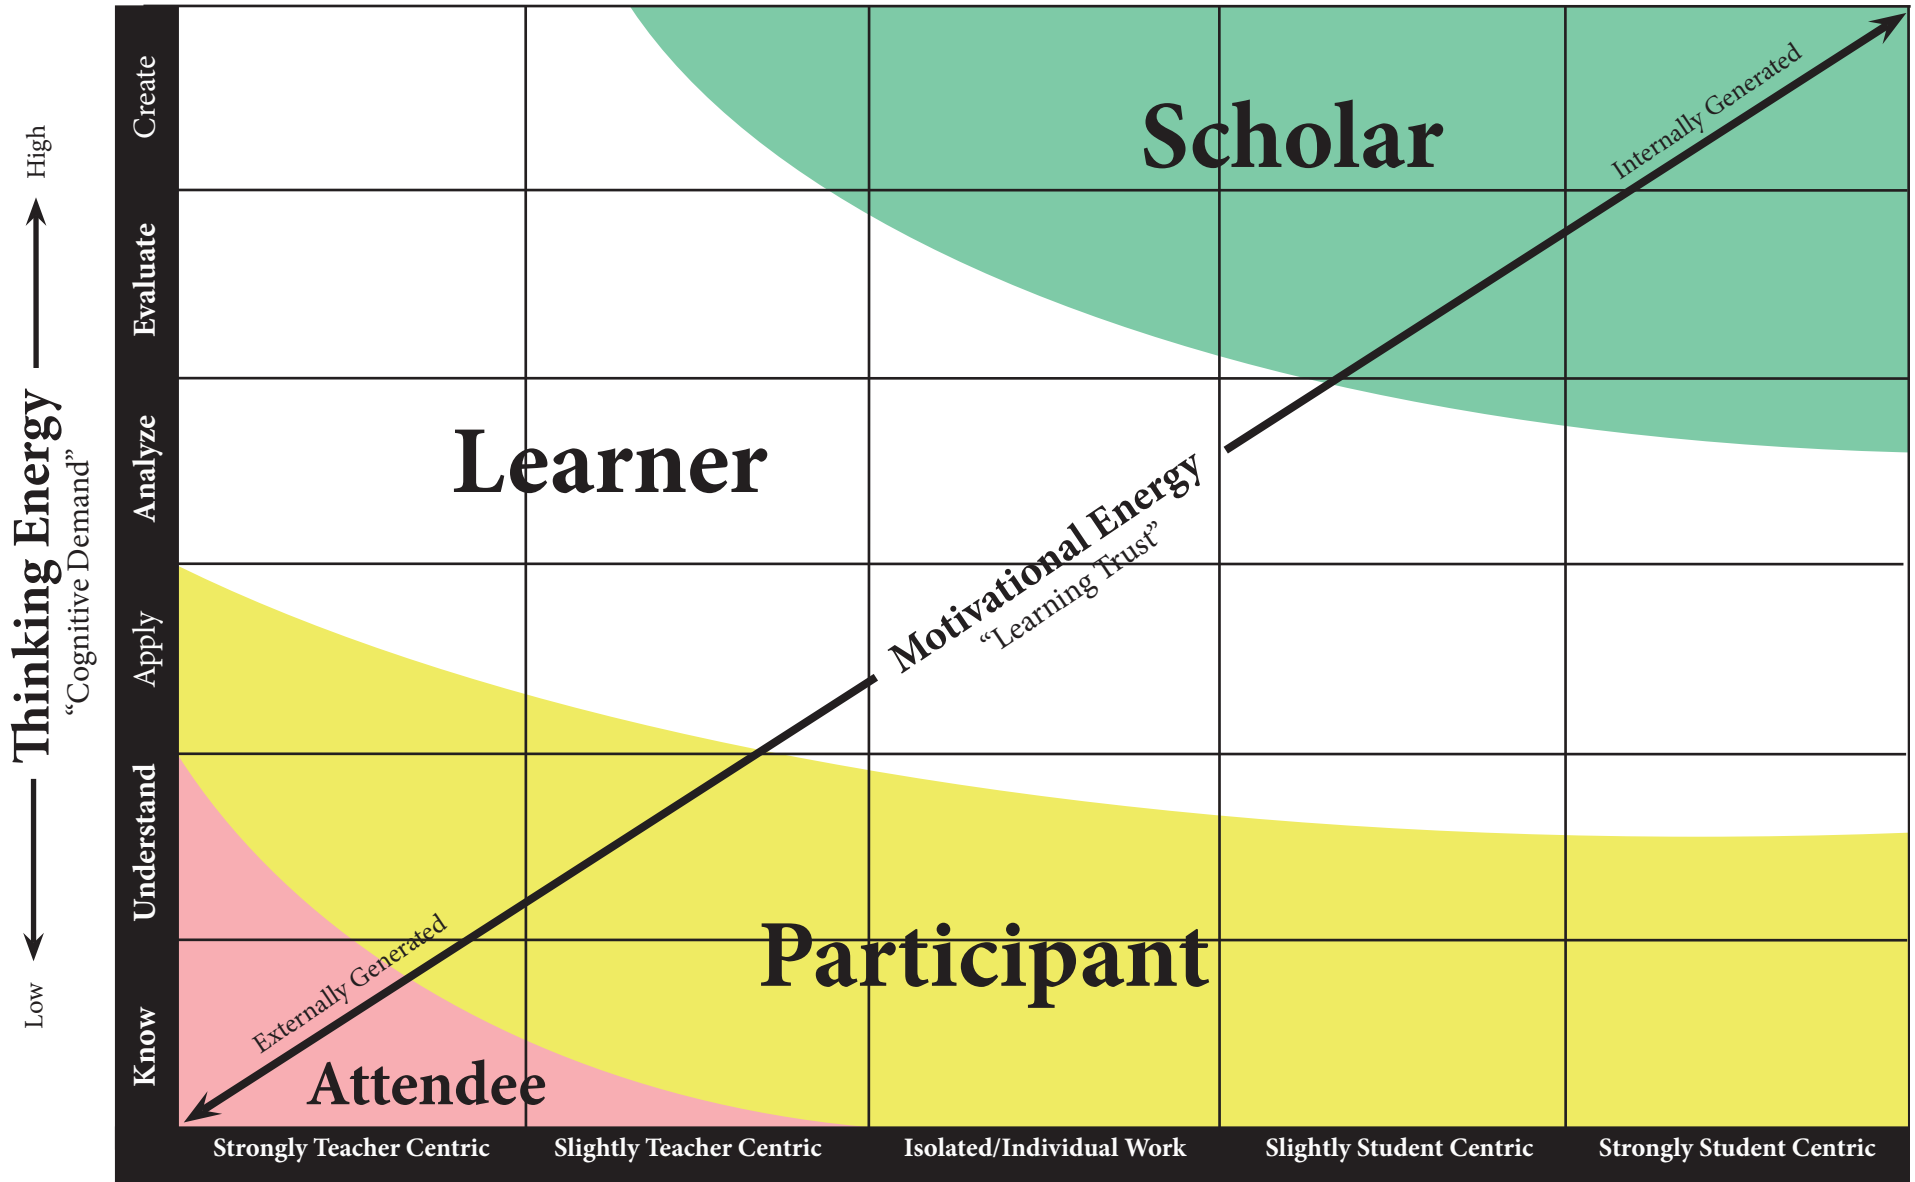 High
Thinking Energy
“Cognitive Demand”
Low
Create
Evaluate
Analyze
Apply
Understand
Know
Scholar
Internally Generated
Learner
Motivational Energy
“Learning Trust”
Participant
Externally Generated
Attendee
Strongly Teacher Centric
Slightly Teacher Centric
Isolated/Individual Work
Slightly Student Centric
Strongly Student Centric